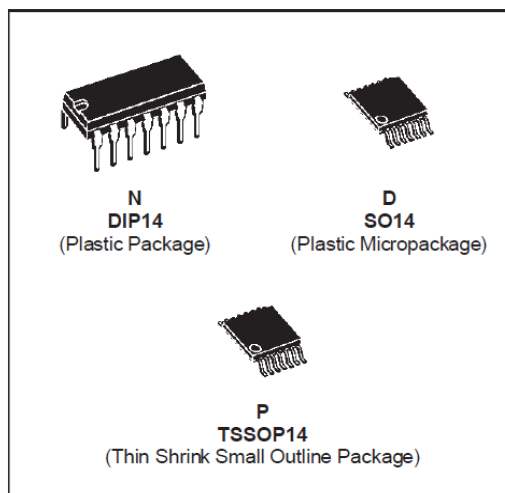 N
DIP14
(Plastic Package)
D
SO14
(Plastic Micropackage)
P
TSSOP14
(Thin Shrink Small Outline Package)